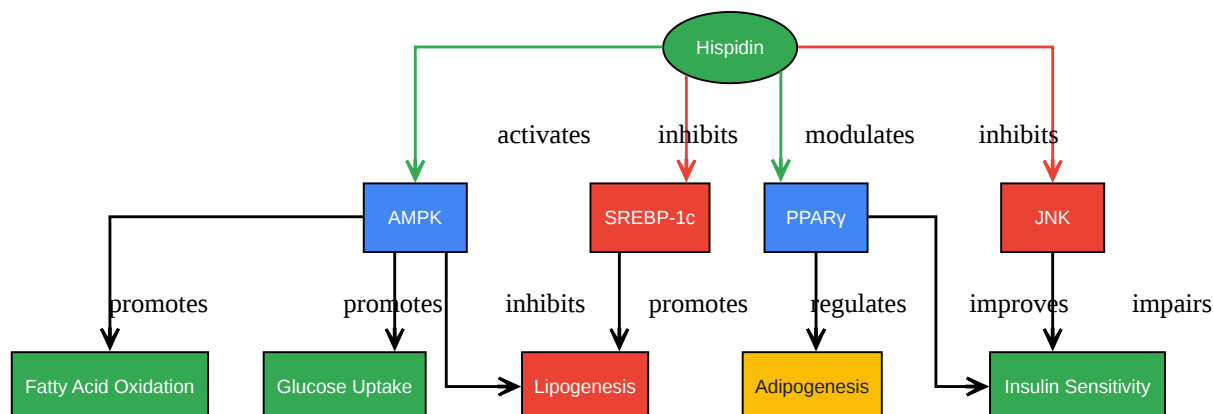 Hispidin
activates inhibits modulates inhibits
AMPK SREBP-1c PPARγ JNK
promotes promotes inhibits promotes regulates improves impairs
Fatty Acid Oxidation Glucose Uptake Lipogenesis Adipogenesis Insulin Sensitivity